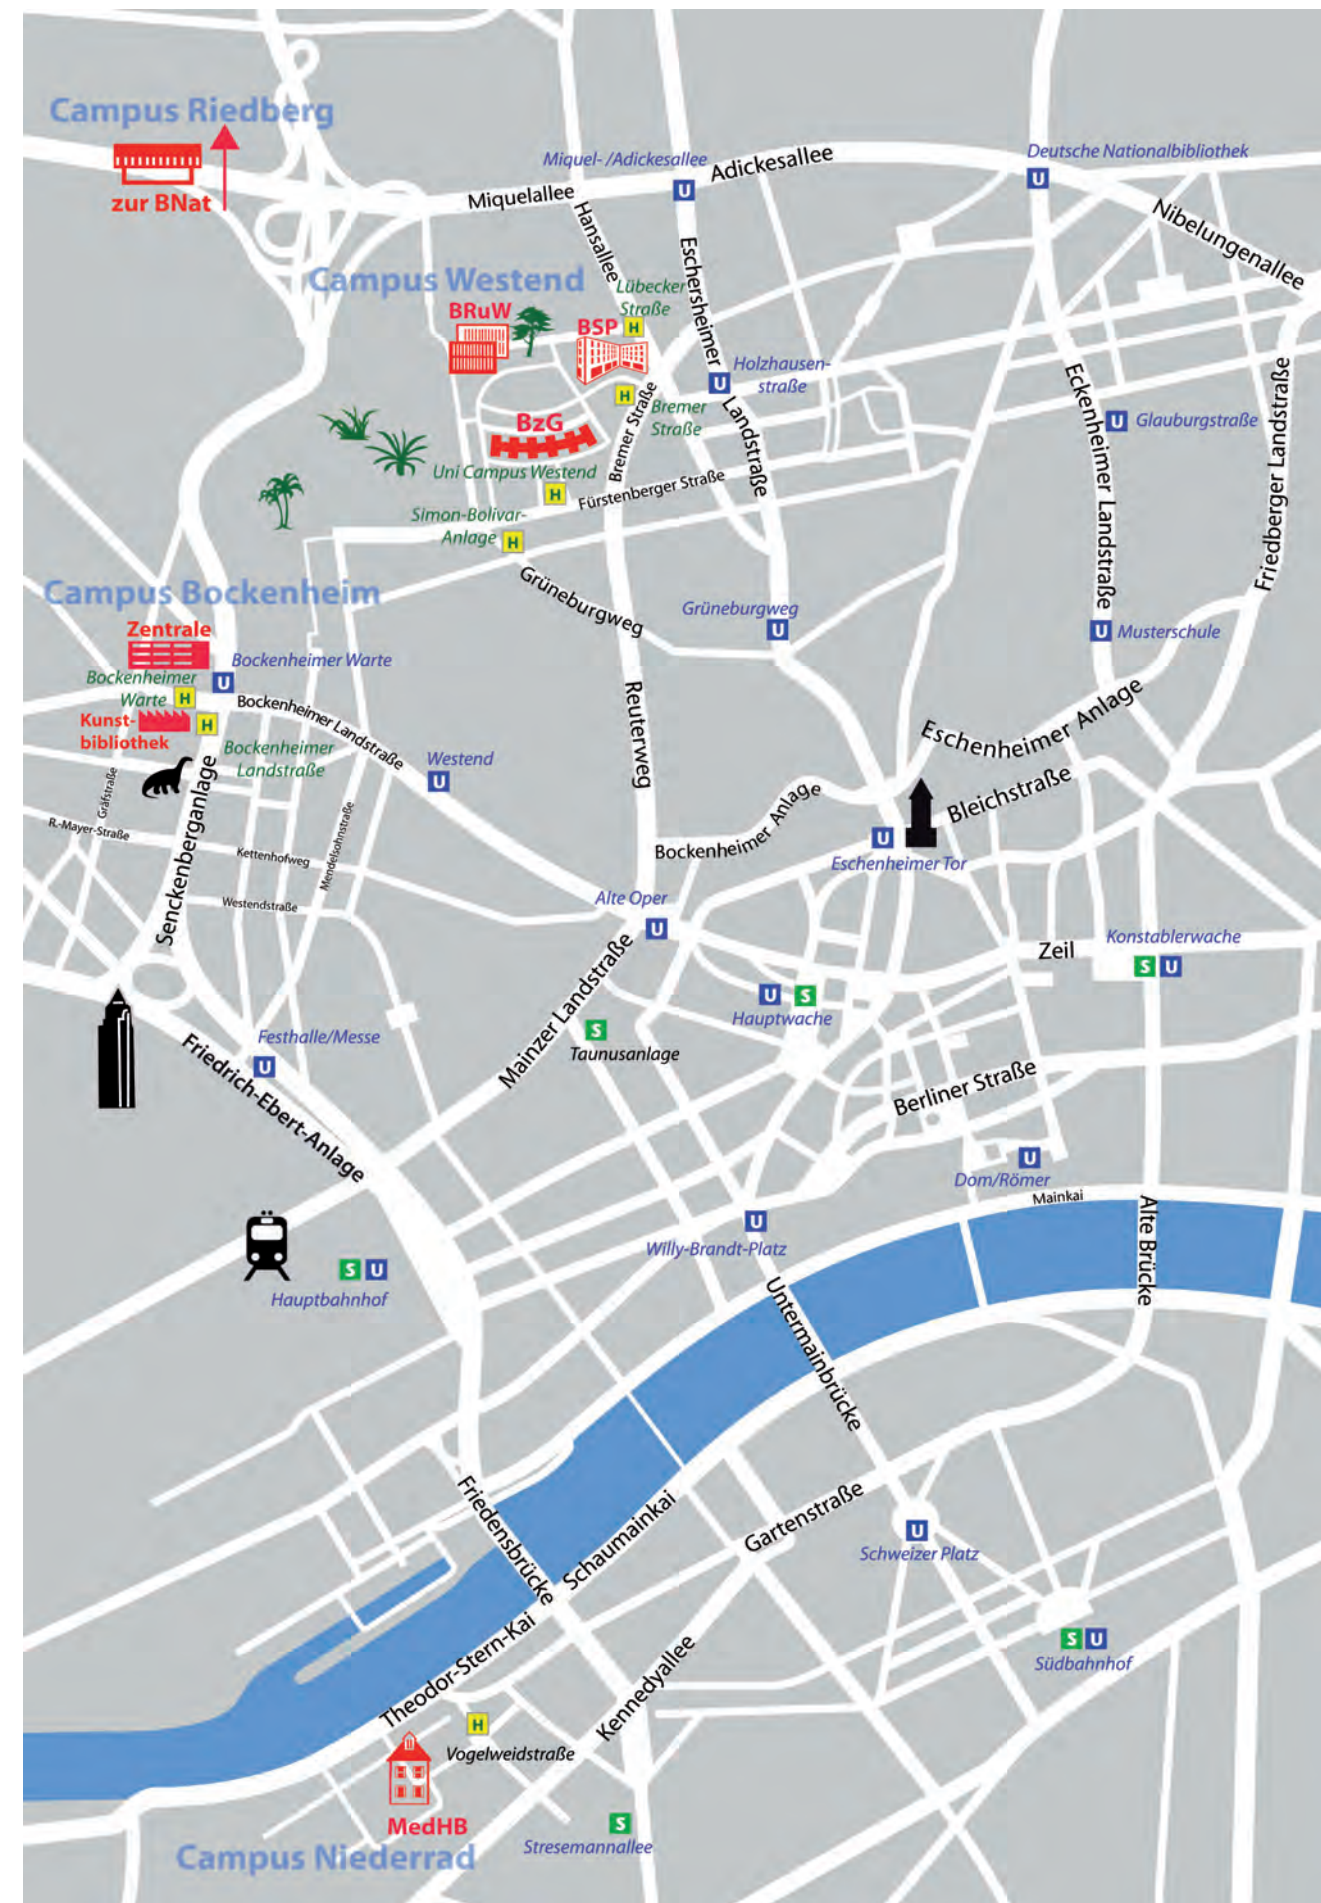 Campus Riedberg
zur BNat
Miquel- /Adickesallee
Adickesallee
Deutsche Nationalbibliothek
U
U
Miquelallee
Hansallee
Nibelungenallee
Eschersheimer
Landstraße
Campus Westend
Lübecker
Straße
H
BRuW
BSP
Holzhausen-
straße
U
H
Bremer
Straße
Bremer Straße
BzG
Eckenheimer Landstraße
U
Glauburgstraße
Friedberger Landstraße
Uni Campus Westend
H
Fürstenberger Straße
Simon-Bolivar-
Anlage
H
Grüneburgweg
Campus Bockenheim
Zentrale
Grüneburgweg
U
U
Musterschule
Bockenheimer Warte
U
Bockenheimer
Warte
H
Kunst-
bibliothek
H
Bockenheimer Landstraße
Bockenheimer
Landstraße
Reuterweg
Westend
U
Eschenheimer Anlage
Bleichstraße
Gräfstraße
R.-Mayer-Straße
Senckenberganlage
Kettenhofweg
Mendelsohnstraße
Westendstraße
Bockenheimer Anlage
U
Eschenheimer Tor
Alte Oper
U
Zeil
Konstablerwache
S U
Mainzer Landstraße
U S
Hauptwache
S
Taunusanlage
Festhalle/Messe
U
Friedrich-Ebert-Anlage
Berliner Straße
U
Dom/Römer
Mainkai
Alte Brücke
U
Willy-Brandt-Platz
S U
Hauptbahnhof
Untermainbrücke
Friedensbrücke
Schaumainkai
Gartenstraße
U
Schweizer Platz
Theodor-Stern-Kai
Kennedyallee
S U
Südbahnhof
H
Vogelweidstraße
MedHB
S
Stresemannallee
Campus Niederrad